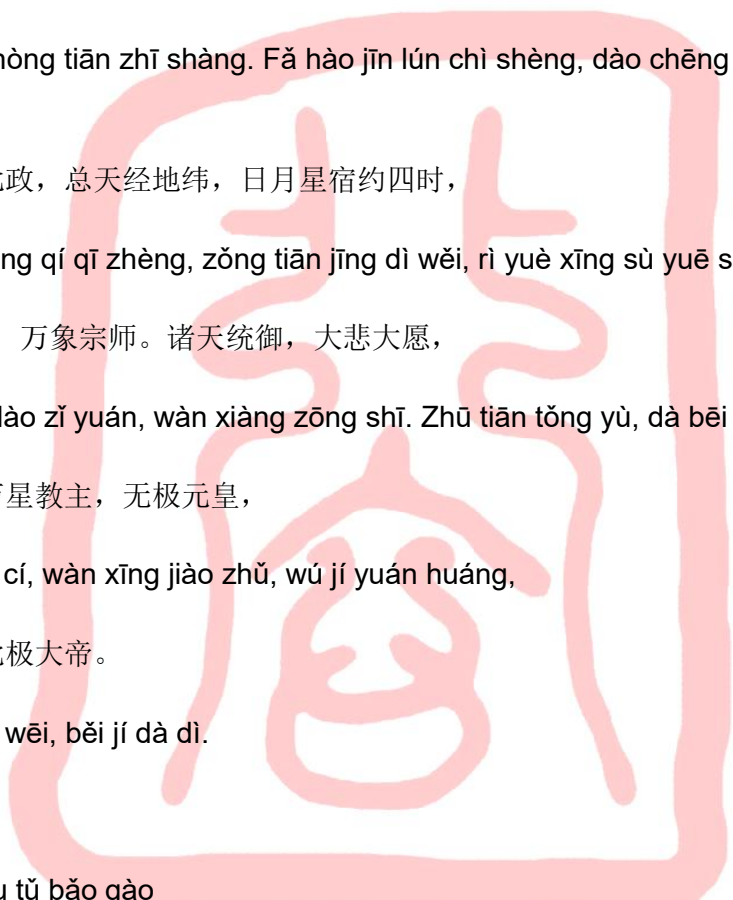 hòng tiān zhī shàng. Fǎ hào jīn lún chì shèng, dào chēng
政，总天经地纬，日月星宿约四时，
ng qí qī zhèng, zǒng tiān jīng dì wěi, rì yuè xīng sù yuē s
万象宗师。诸天统御，大悲大愿，
zǐ yuán, wàn xiàng zōng shī. Zhū tiān tǒng yù, dà bēi
星教主，无极元皇，
cí, wàn xīng jiào zhǔ, wú jí yuán huáng,
极大帝。
wēi, běi jí dà dì.
tǔ bǎo gào